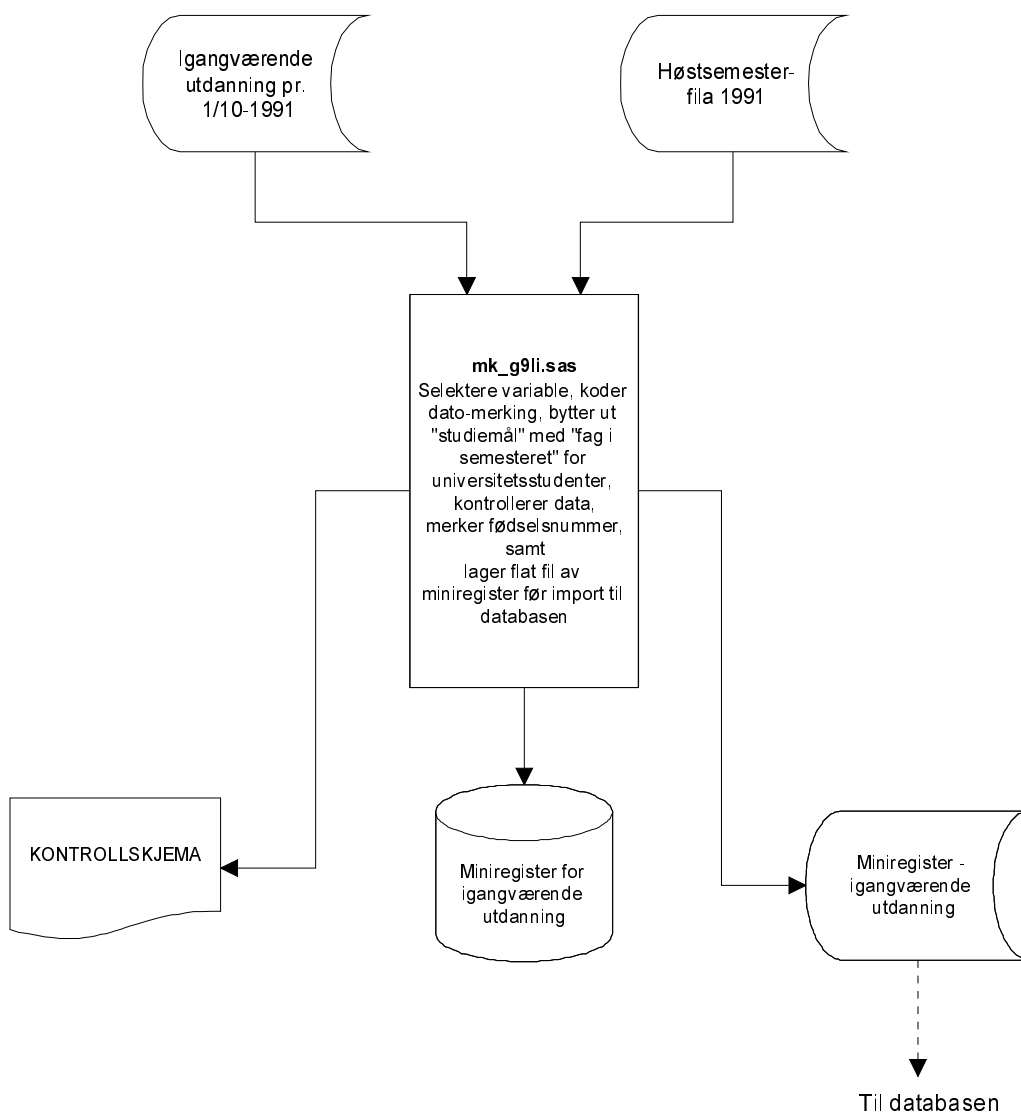 Igangværende
utdanning pr.
1/10-1991
Høstsemester-
fila 1991
mk_g9li.sas
Selektere variable, koder
dato-merking, bytter ut
"studiemål" med "fag i
semesteret" for
universitetsstudenter,
kontrollerer data,
merker fødselsnummer,
samt
lager flat fil av
miniregister før import til
databasen
KONTROLLSKJEMA
Miniregister for
igangværende
utdanning
Miniregister -
igangværende
utdanning
Til databasen